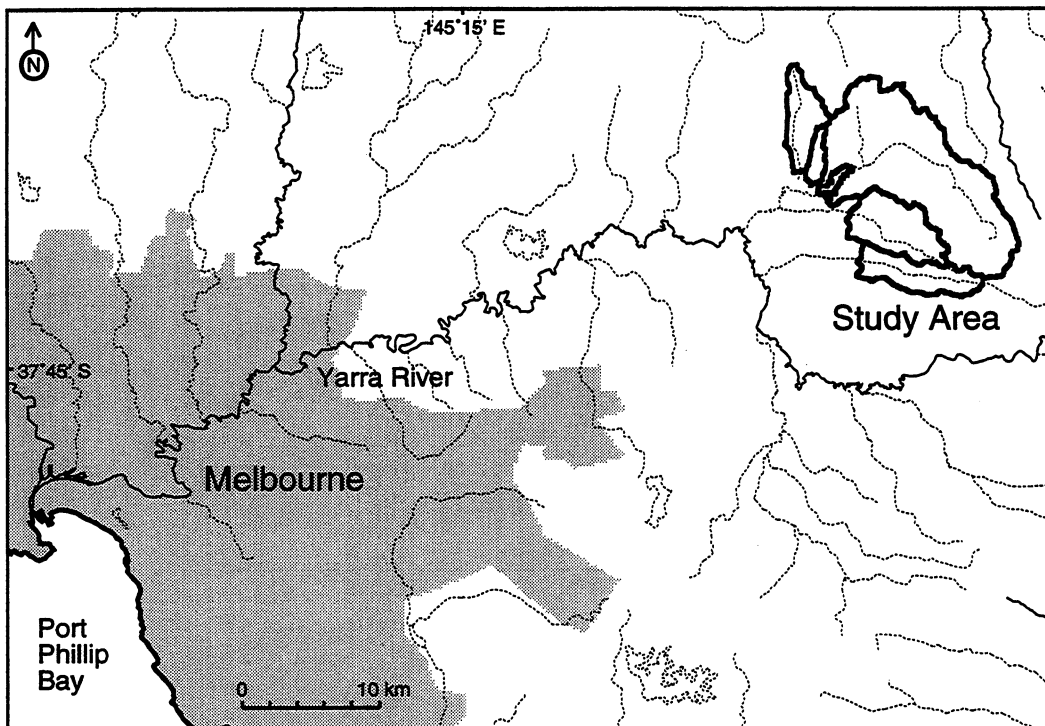 145°15' E
N
Study Area
37°45' S
Yarra River
Melbourne
Port
Phillip
Bay
0 10 km